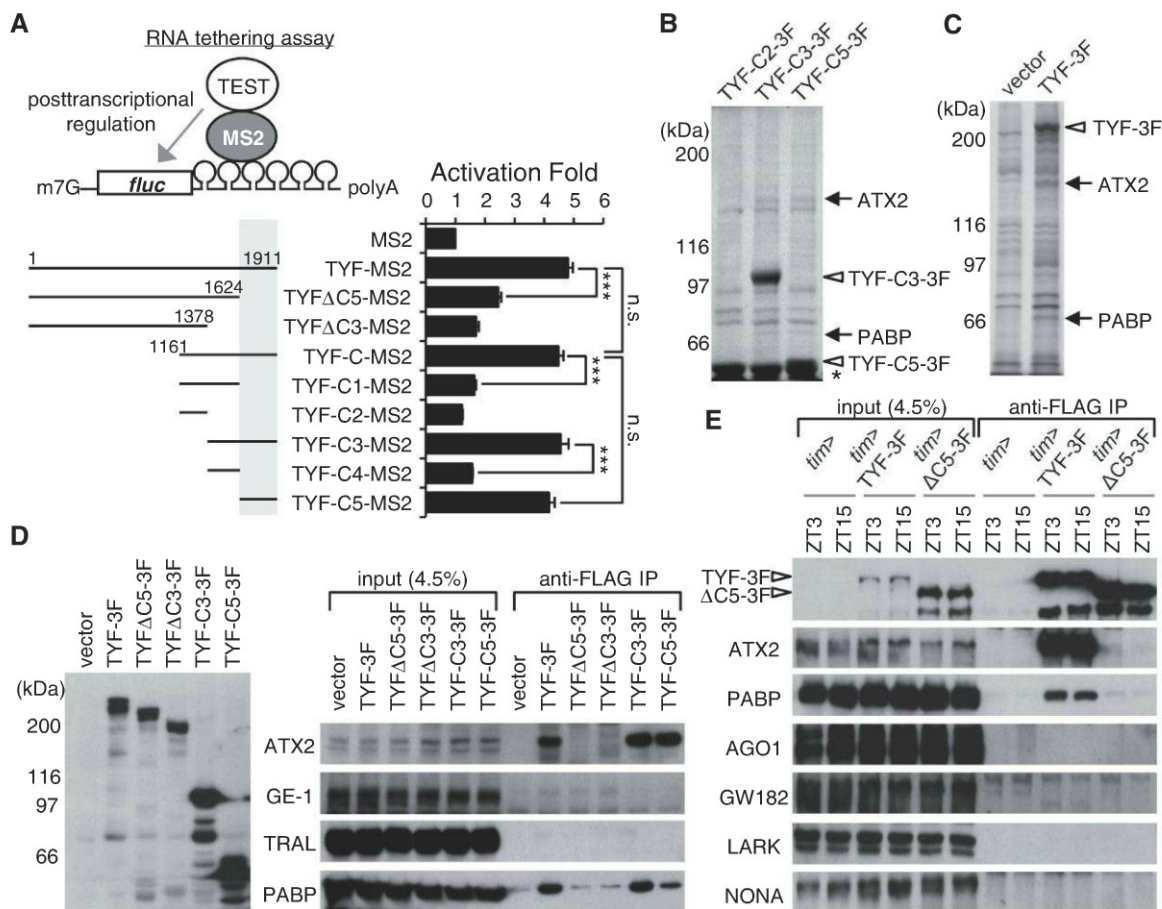 A
RNA tethering assay
TEST
posttranscriptional
regulation
MS2
m7G
fluc
polyA
Activation Fold
0 1 2 3 4 5 6
MS2
1 1911
TYF-MS2
1624
TYFΔC5-MS2
1378
TYFΔC3-MS2
1161
TYF-C-MS2
TYF-C1-MS2
TYF-C2-MS2
TYF-C3-MS2
TYF-C4-MS2
TYF-C5-MS2
***
n.s.
***
n.s.
***
B
TYF-C2-3F
TYF-C3-3F
TYF-C5-3F
(kDa)
200
116
97
66
ATX2
TYF-C3-3F
PABP
TYF-C5-3F
*
C
vector
TYF-3F
(kDa)
200
116
97
66
TYF-3F
ATX2
PABP
D
vector
TYF-3F
TYFΔC5-3F
TYFΔC3-3F
TYF-C3-3F
TYF-C5-3F
(kDa)
200
116
97
66
input (4.5%)
anti-FLAG IP
vector
TYF-3F
TYFΔC5-3F
TYFΔC3-3F
TYF-C3-3F
TYF-C5-3F
vector
TYF-3F
TYFΔC5-3F
TYFΔC3-3F
TYF-C3-3F
TYF-C5-3F
ATX2
GE-1
TRAL
PABP
E
input (4.5%)
anti-FLAG IP
tim>
tim>
TYF-3F
tim>
ΔC5-3F
tim>
tim>
TYF-3F
tim>
ΔC5-3F
ZT3
ZT15
ZT3
ZT15
ZT3
ZT15
ZT3
ZT15
ZT3
ZT15
ZT3
ZT15
TYF-3F
ΔC5-3F
ATX2
PABP
AGO1
GW182
LARK
NONA